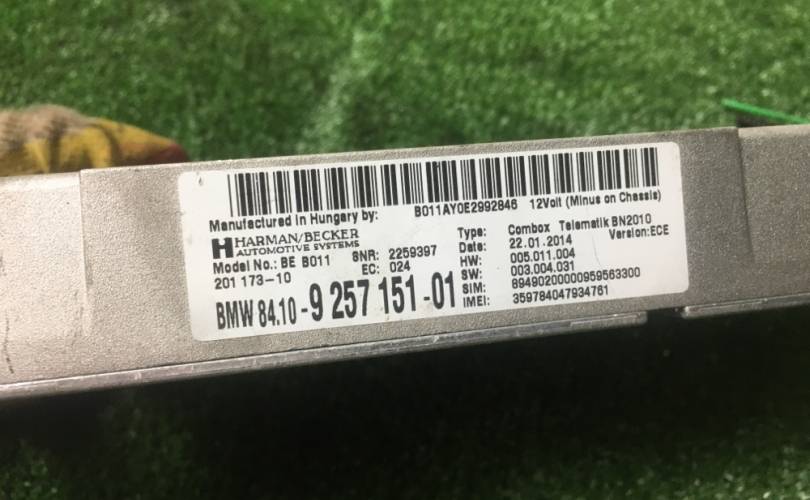 B011AY0E2992846 12Volt (Minus on Chassis)
Manufactured in Hungary by:
HARMAN/BECKER
AUTOMOTIVE SYSTEMS
Model No.: BE B011 SNR: 2259397
201 173-10 EC: 024
BMW 84.10-9 257 151-01
Type: Combox Telematik BN2010
Date: 22.01.2014 Version:ECE
HW: 005.011.004
SW: 003.004.031
SIM: 89490200000959563300
IMEI: 359784047934761